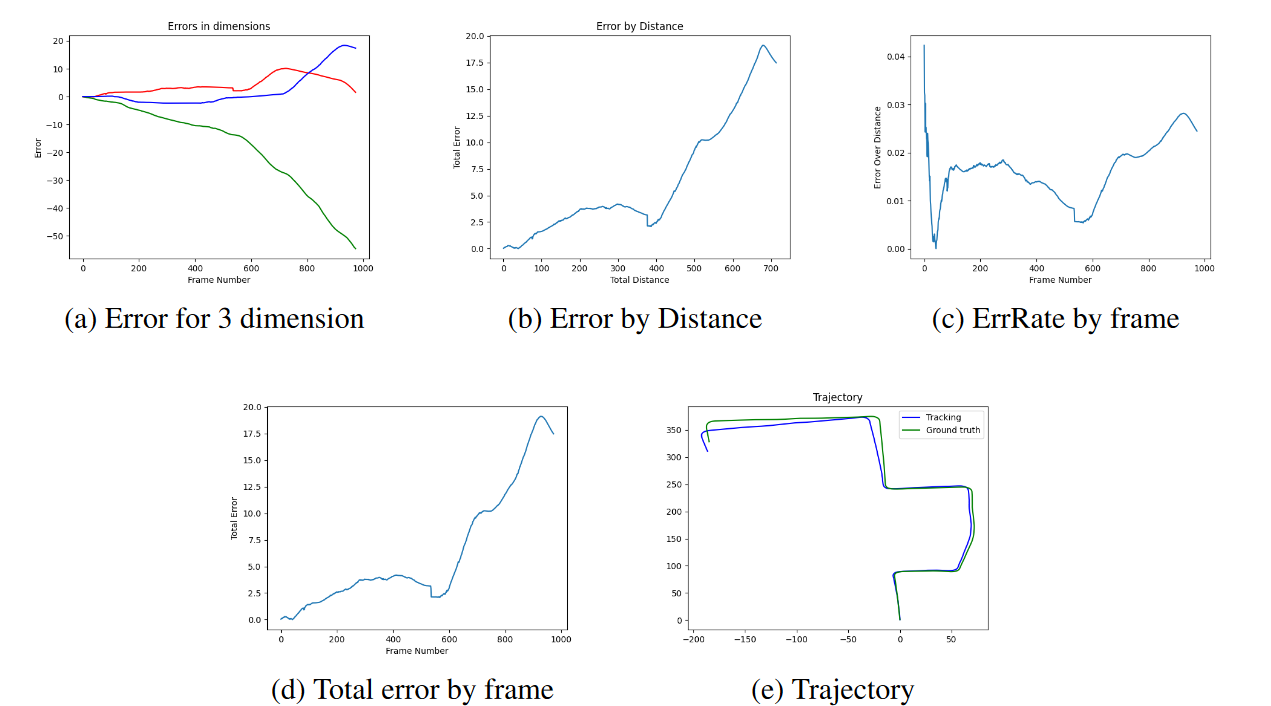 Errors in dimensions
20
10
0
−10
−20
−30
−40
−50
Error
0 200 400 600 800 1000
Frame Number
(a) Error for 3 dimension
Error by Distance
20.0
17.5
15.0
12.5
10.0
7.5
5.0
2.5
0.0
Total Error
0 100 200 300 400 500 600 700
Total Distance
(b) Error by Distance
0.04
0.03
0.02
0.01
0.00
Error Over Distance
0 200 400 600 800 1000
Frame Number
(c) ErrRate by frame
20.0
17.5
15.0
12.5
10.0
7.5
5.0
2.5
0.0
Total Error
0 200 400 600 800 1000
Frame Number
(d) Total error by frame
Trajectory
Tracking
Ground truth
350
300
250
200
150
100
50
0
−200 −150 −100 −50 0 50
(e) Trajectory